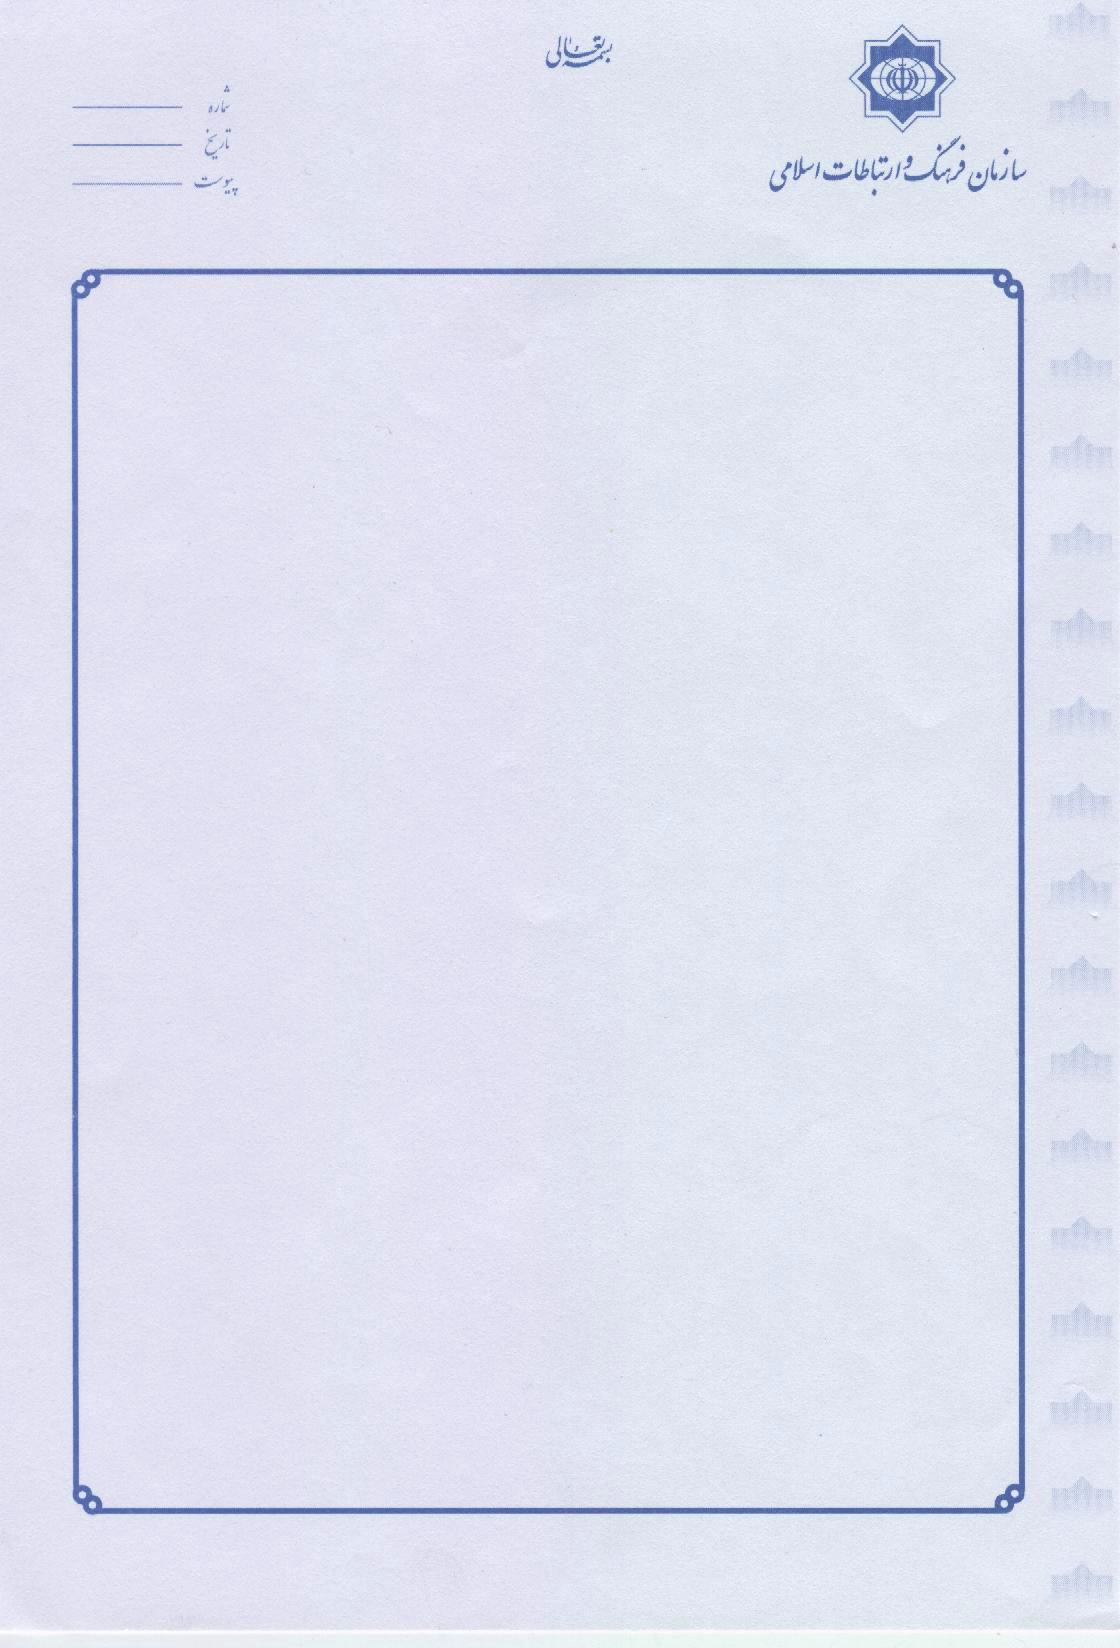 بسمه تعالی
سازمان فرهنگ و ارتباطات اسلامی
شماره
تاریخ
پیوست